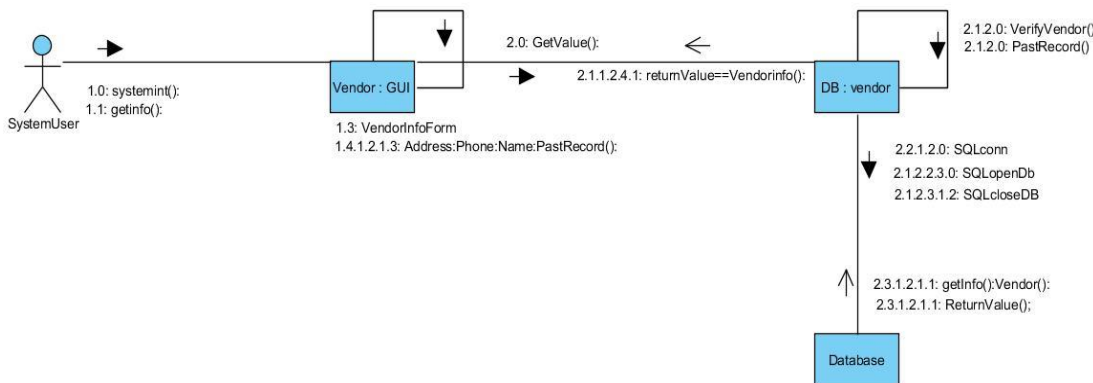 2.1.2.0: VerifyVendor()
2.1.2.0: PastRecord()
2.0: GetValue():
2.1.1.2.4.1: returnValue==Vendorinfo():
Vendor : GUI
DB : vendor
1.0: systemint():
1.1: getinfo():
SystemUser
1.3: VendorInfoForm
1.4.1.2.1.3: Address:Phone:Name:PastRecord():
2.2.1.2.0: SQLconn
2.1.2.2.3.0: SQLopenDb
2.1.2.3.1.2: SQLcloseDB
2.3.1.2.1.1: getInfo():Vendor():
2.3.1.2.1.1: ReturnValue();
Database